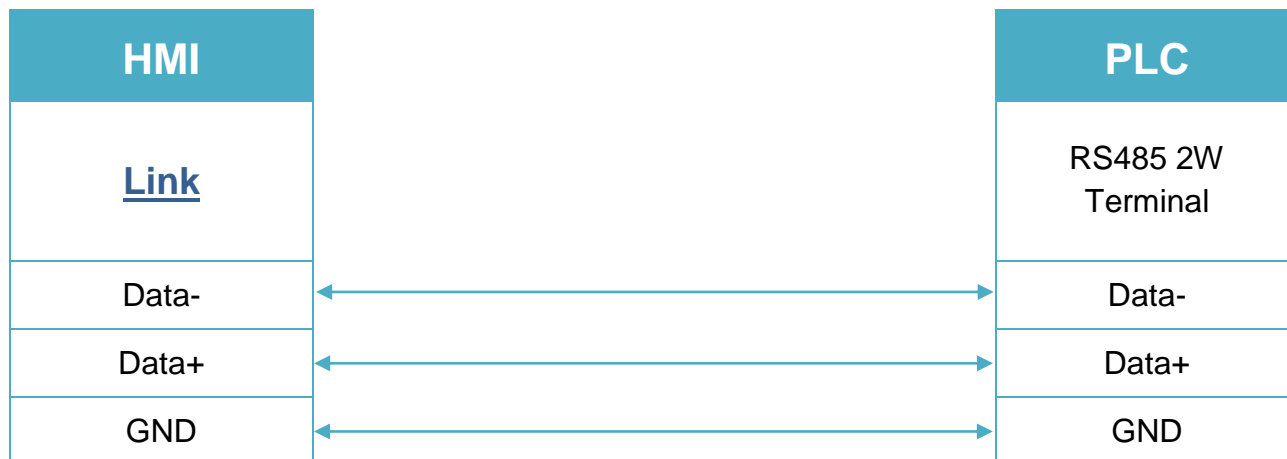 HMI
PLC
Link
RS485 2W
Terminal
Data-
Data-
Data+
Data+
GND
GND